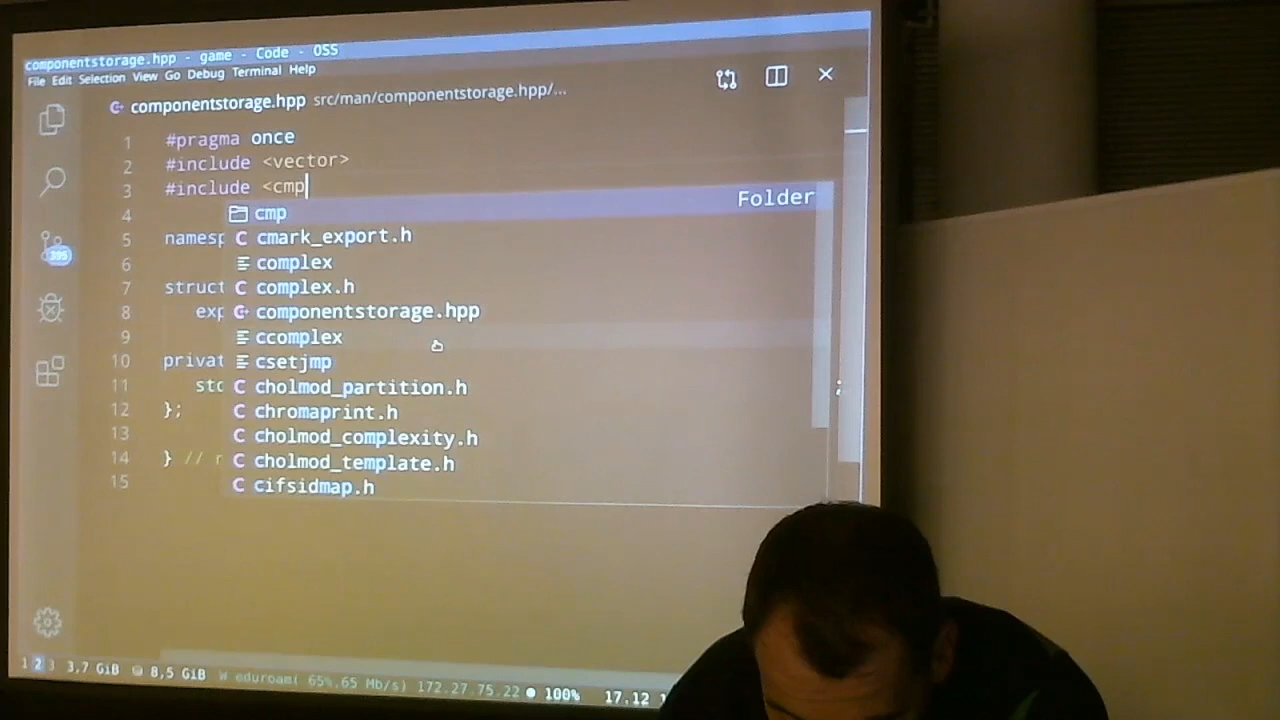 componentstorage.hpp - game - Code - OSS
File Edit Selection View Go Debug Terminal Help
componentstorage.hpp src/man/componentstorage.hpp/...
1 #pragma once
2 #include <vector>
3 #include <cmp
cmp Folder
4
cmark_export.h
5 namesp
complex
6
complex.h
7 struct
componentstorage.hpp
8 exp
ccomplex
9
csetjmp
10 privat
cholmod_partition.h
11 std ;
chromaprint.h
12 };
cholmod_complexity.h
13
cholmod_template.h
14 } //
cifsidmap.h
15
395
1 2 3 3,7 GiB 8,5 GiB W eduroam( 65%,65 Mb/s) 172.27.75.22 100% 17.12